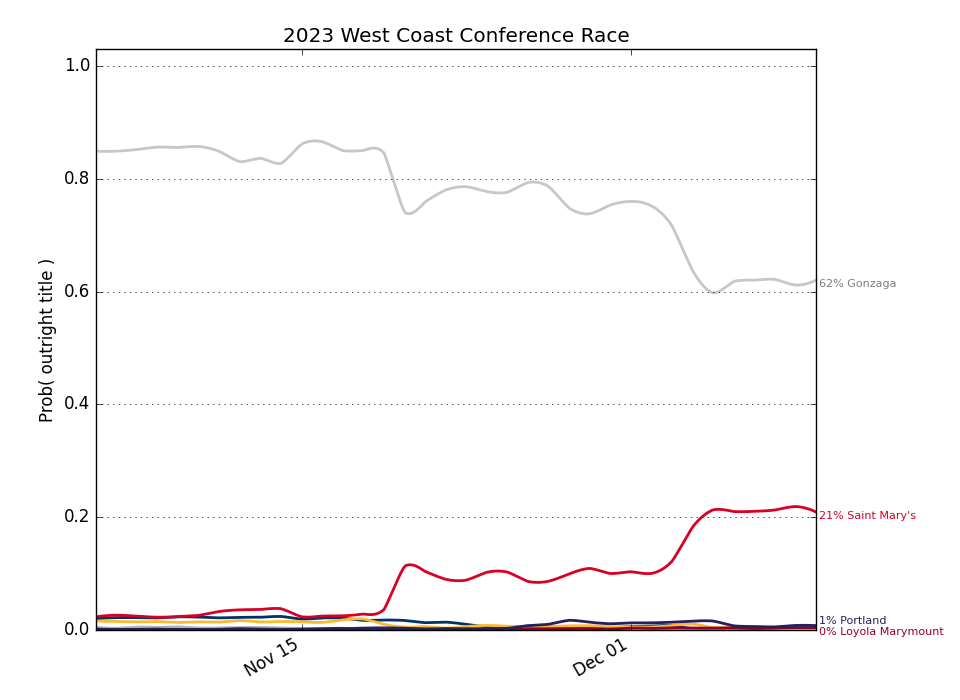 2023 West Coast Conference Race
Prob( outright title )
1.0
0.8
0.6
0.4
0.2
0.0
Nov 15
Dec 01
62% Gonzaga
21% Saint Mary's
1% Portland
0% Loyola Marymount